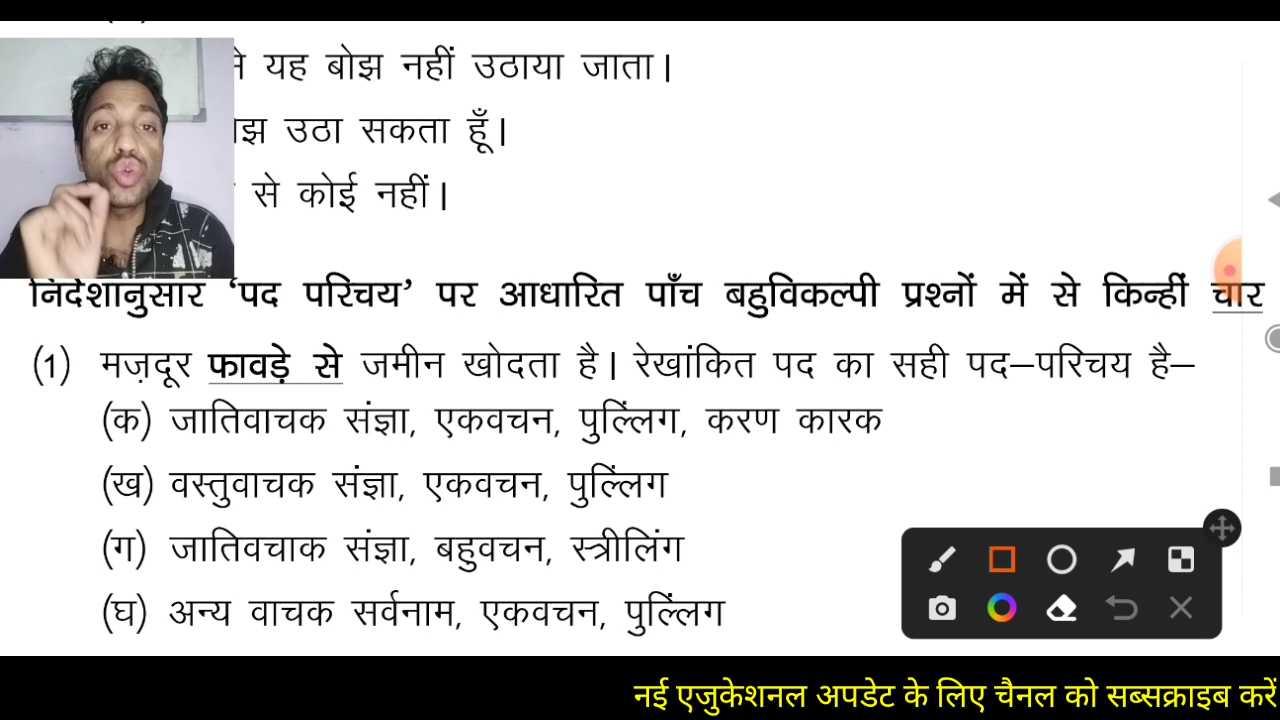 यह बोझ नहीं उठाया जाता।
उठा सकता हूँ।
से कोई नहीं।
निर्देशानुसार ‘पद परिचय’ पर आधारित पाँच बहुविकल्पी प्रश्नों में से किन्हीं चार
(1) मज़दूर फावड़े से जमीन खोदता है। रेखांकित पद का सही पद–परिचय है–
(क) जातिवाचक संज्ञा, एकवचन, पुल्लिंग, करण कारक
(ख) वस्तुवाचक संज्ञा, एकवचन, पुल्लिंग
(ग) जातिवचाक संज्ञा, बहुवचन, स्त्रीलिंग
(घ) अन्य वाचक सर्वनाम, एकवचन, पुल्लिंग
नई एजुकेशनल अपडेट के लिए चैनल को सब्सक्राइब करें